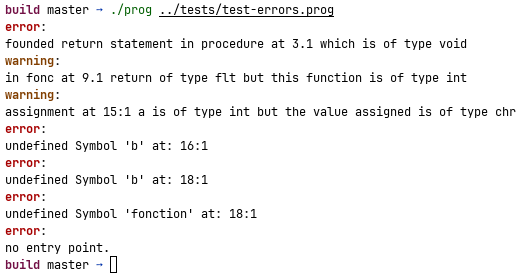 build master → ./prog ../tests/test-errors.prog
error:
founded return statement in procedure at 3.1 which is of type void
warning:
in fonc at 9.1 return of type flt but this function is of type int
warning:
assignment at 15:1 a is of type int but the value assigned is of type chr
error:
undefined Symbol 'b' at: 16:1
error:
undefined Symbol 'b' at: 18:1
error:
undefined Symbol 'fonction' at: 18:1
error:
no entry point.
build master →